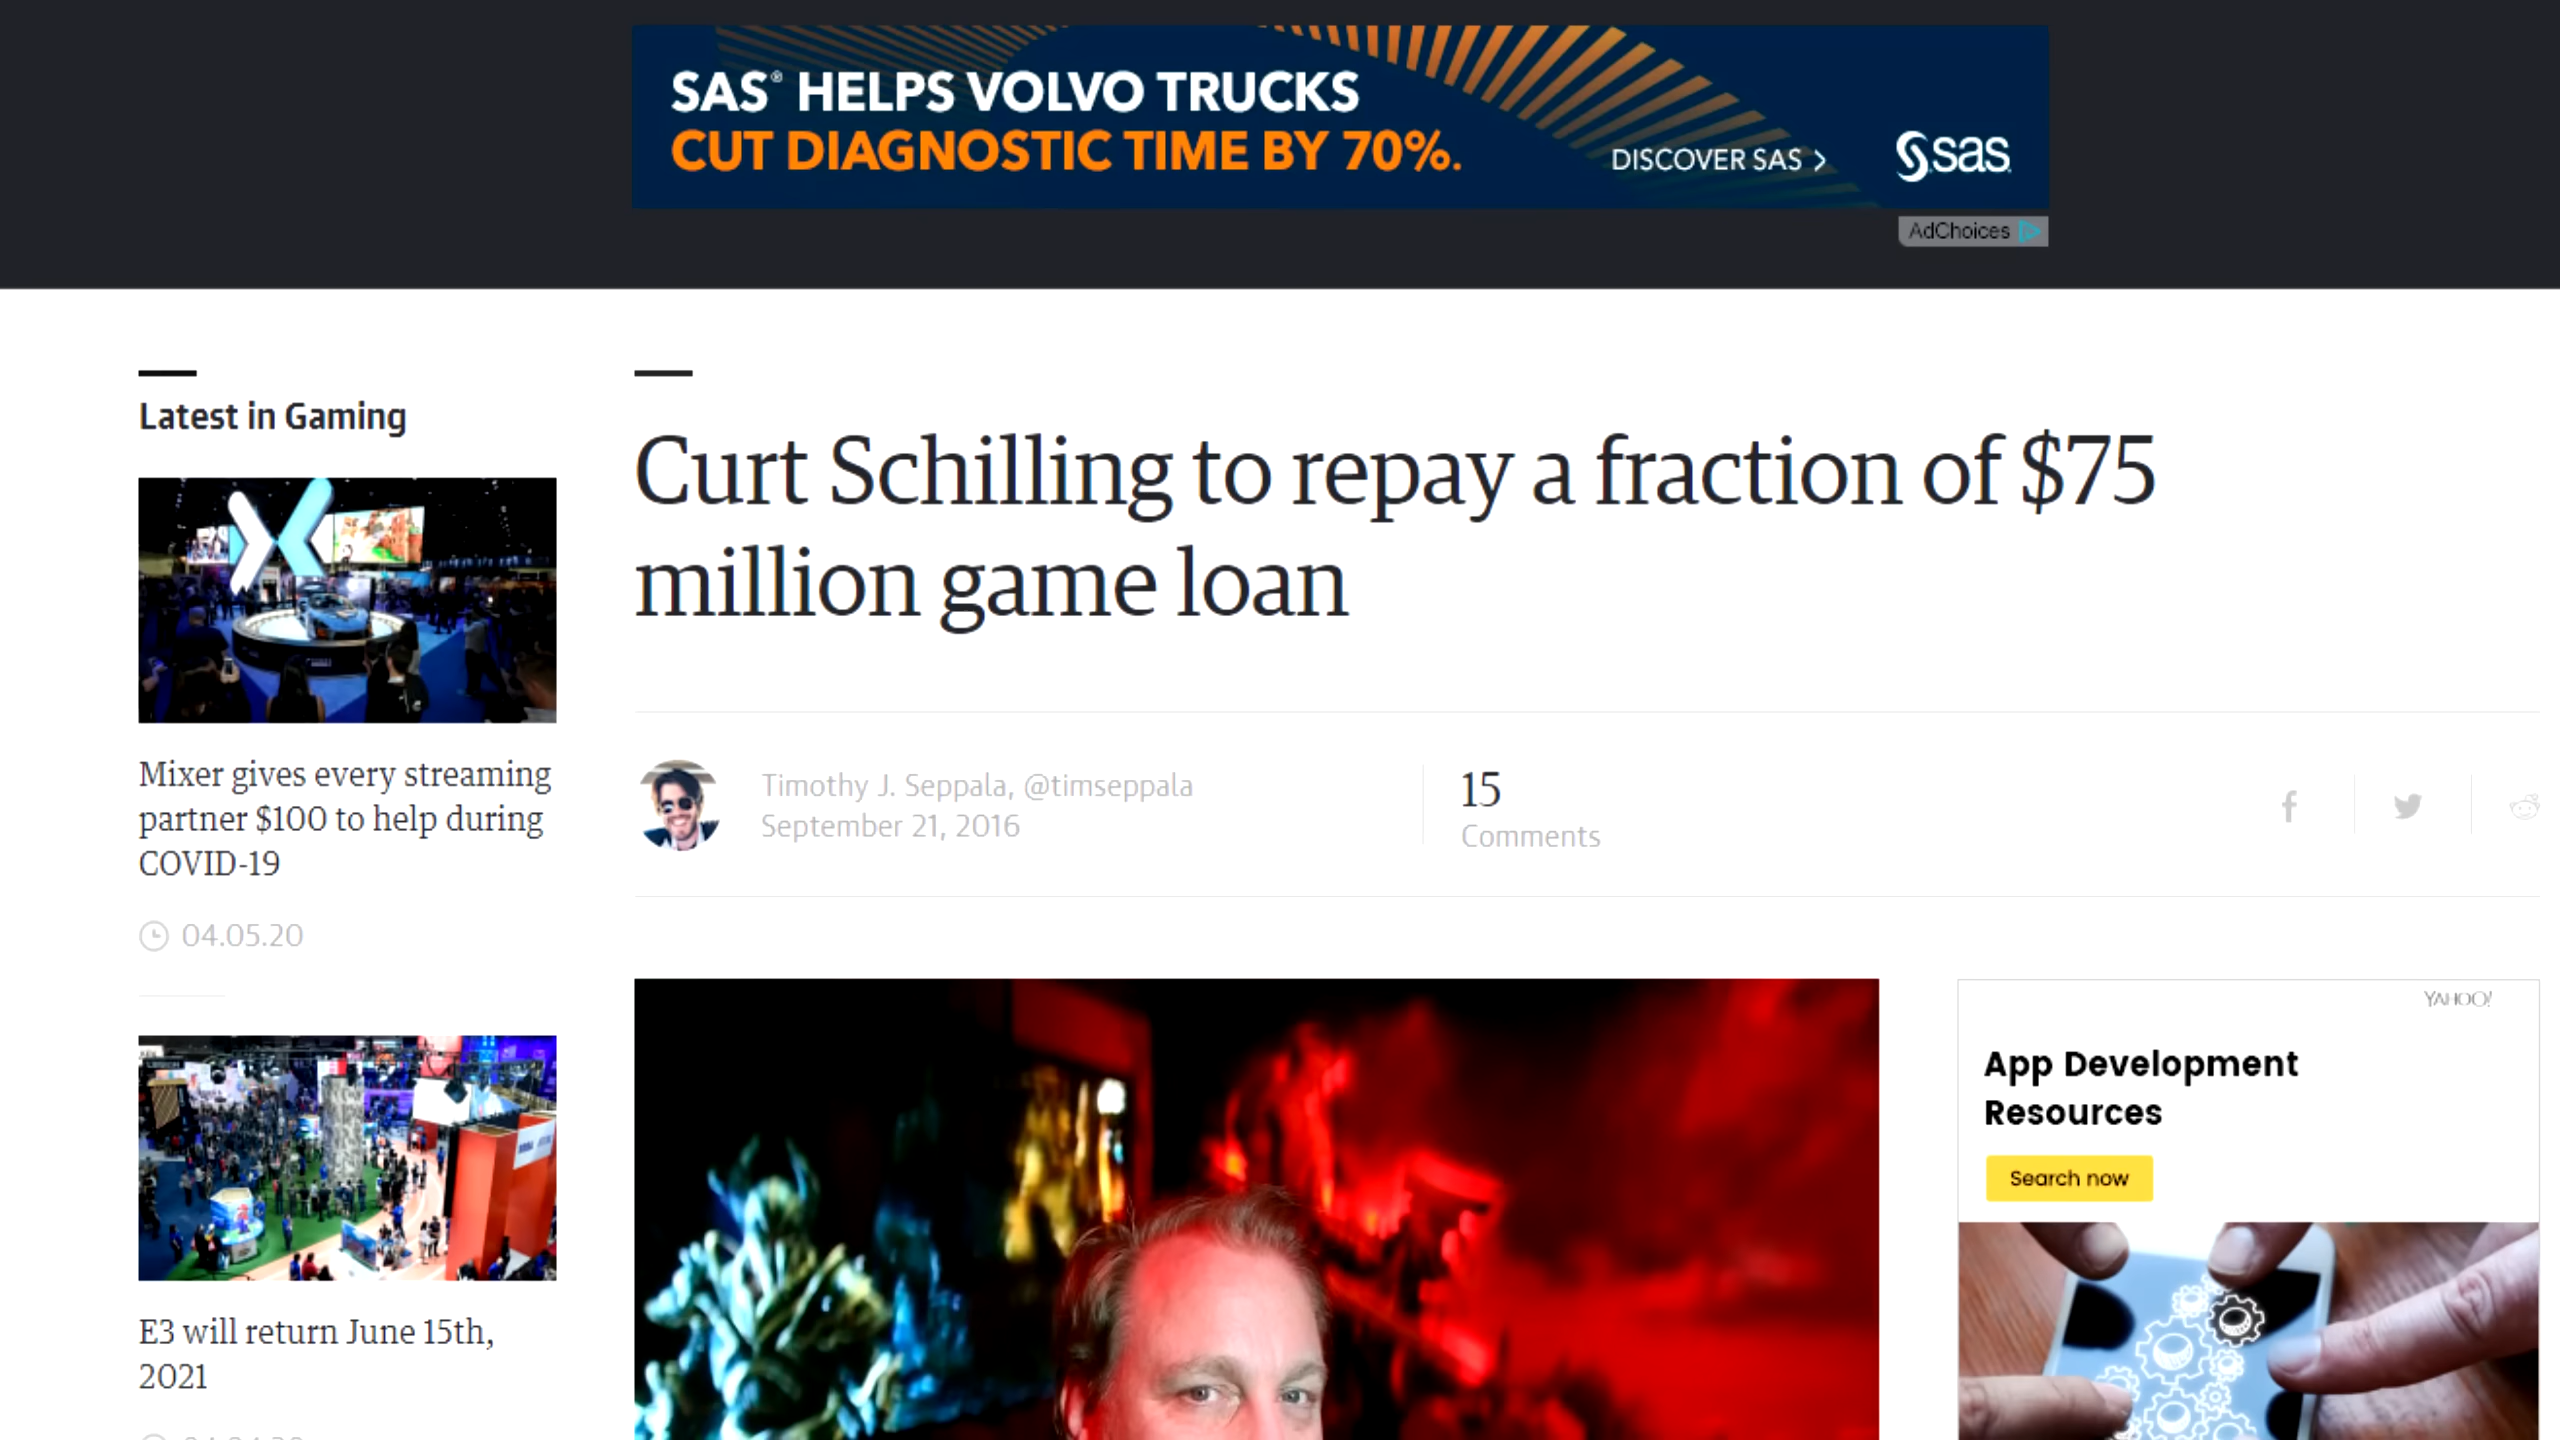 SAS® HELPS VOLVO TRUCKS
CUT DIAGNOSTIC TIME BY 70%.
DISCOVER SAS >
sas
AdChoices
Latest in Gaming
Mixer gives every streaming
partner $100 to help during
COVID-19
04.05.20
E3 will return June 15th,
2021
Curt Schilling to repay a fraction of $75
million game loan
Timothy J. Seppala, @timseppala
September 21, 2016
15
Comments
YAHOO!
App Development
Resources
Search now